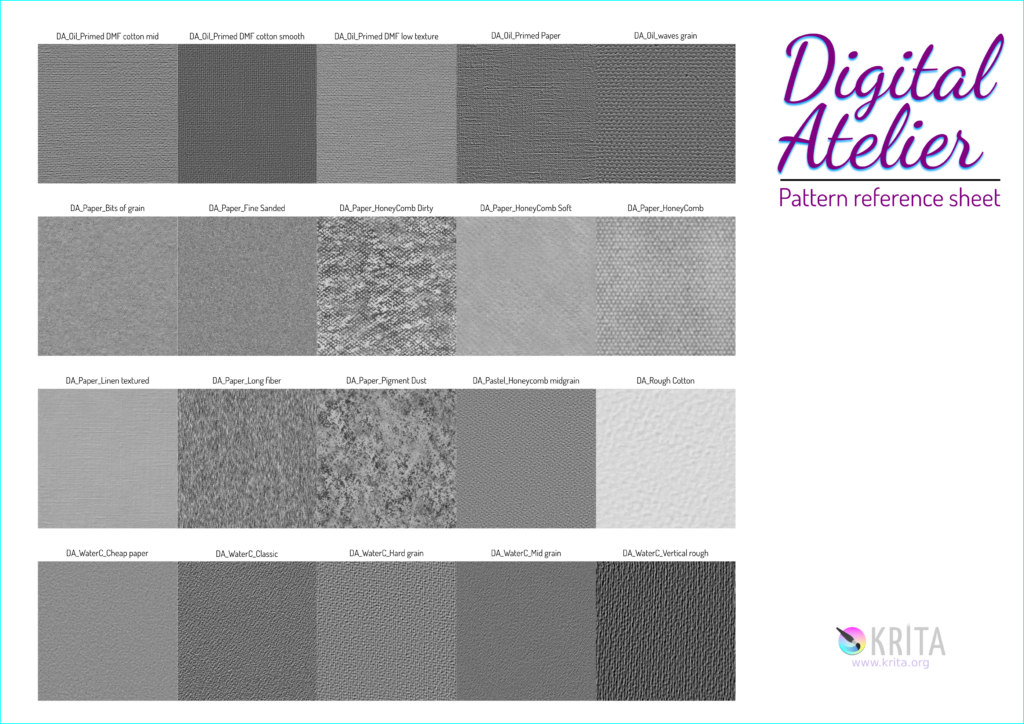 DA_Oil_Primed DMF cotton mid
DA_Oil_Primed DMF cotton smooth
DA_Oil_Primed DMF low texture
DA_Oil_Primed Paper
DA_Oil_waves grain
Digital
Atelier
Pattern reference sheet
DA_Paper_Bits of grain
DA_Paper_Fine Sanded
DA_Paper_HoneyComb Dirty
DA_Paper_HoneyComb Soft
DA_Paper_HoneyComb
DA_Paper_Linen textured
DA_Paper_Long fiber
DA_Paper_Pigment Dust
DA_Pastel_Honeycomb midgrain
DA_Rough Cotton
DA_WaterC_Cheap paper
DA_WaterC_Classic
DA_WaterC_Hard grain
DA_WaterC_Mid grain
DA_WaterC_Vertical rough
KRITA
www.krita.org